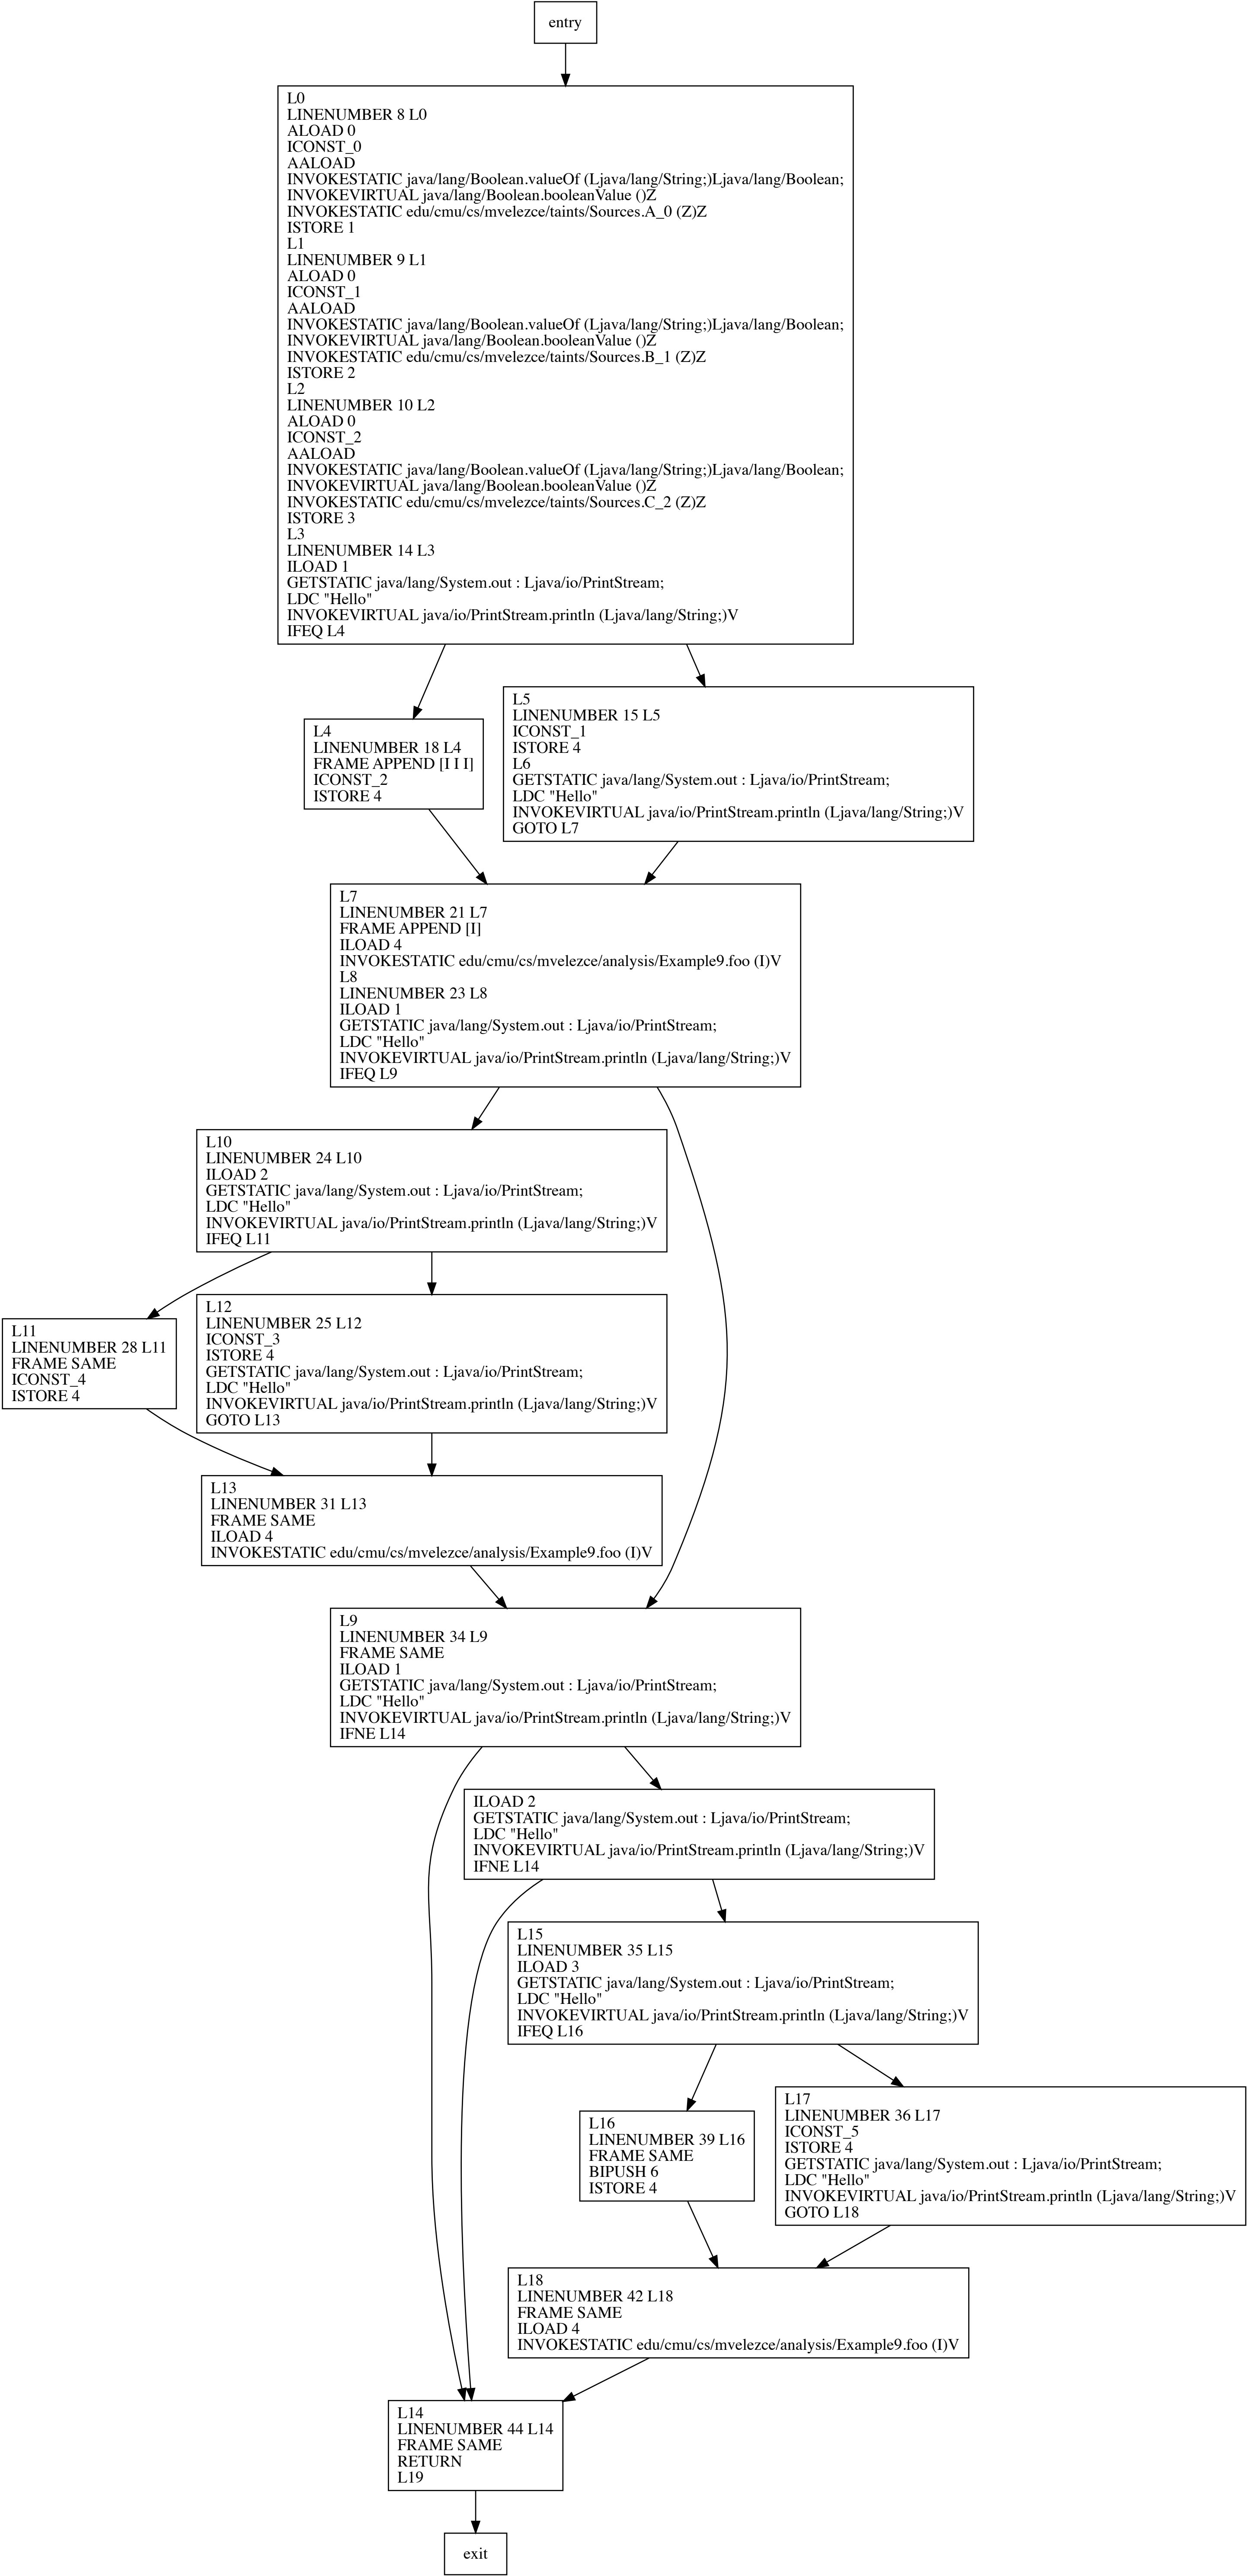 entry
L0
LINENUMBER 8 L0
ALOAD 0
ICONST_0
AALOAD
INVOKESTATIC java/lang/Boolean.valueOf (Ljava/lang/String;)Ljava/lang/Boolean;
INVOKEVIRTUAL java/lang/Boolean.booleanValue ()Z
INVOKESTATIC edu/cmu/cs/mvelezce/taints/Sources.A_0 (Z)Z
ISTORE 1
L1
LINENUMBER 9 L1
ALOAD 0
ICONST_1
AALOAD
INVOKESTATIC java/lang/Boolean.valueOf (Ljava/lang/String;)Ljava/lang/Boolean;
INVOKEVIRTUAL java/lang/Boolean.booleanValue ()Z
INVOKESTATIC edu/cmu/cs/mvelezce/taints/Sources.B_1 (Z)Z
ISTORE 2
L2
LINENUMBER 10 L2
ALOAD 0
ICONST_2
AALOAD
INVOKESTATIC java/lang/Boolean.valueOf (Ljava/lang/String;)Ljava/lang/Boolean;
INVOKEVIRTUAL java/lang/Boolean.booleanValue ()Z
INVOKESTATIC edu/cmu/cs/mvelezce/taints/Sources.C_2 (Z)Z
ISTORE 3
L3
LINENUMBER 14 L3
ILOAD 1
GETSTATIC java/lang/System.out : Ljava/io/PrintStream;
LDC "Hello"
INVOKEVIRTUAL java/io/PrintStream.println (Ljava/lang/String;)V
IFEQ L4
L4
LINENUMBER 18 L4
FRAME APPEND [I I I]
ICONST_2
ISTORE 4
L5
LINENUMBER 15 L5
ICONST_1
ISTORE 4
L6
GETSTATIC java/lang/System.out : Ljava/io/PrintStream;
LDC "Hello"
INVOKEVIRTUAL java/io/PrintStream.println (Ljava/lang/String;)V
GOTO L7
L7
LINENUMBER 21 L7
FRAME APPEND [I]
ILOAD 4
INVOKESTATIC edu/cmu/cs/mvelezce/analysis/Example9.foo (I)V
L8
LINENUMBER 23 L8
ILOAD 1
GETSTATIC java/lang/System.out : Ljava/io/PrintStream;
LDC "Hello"
INVOKEVIRTUAL java/io/PrintStream.println (Ljava/lang/String;)V
IFEQ L9
L10
LINENUMBER 24 L10
ILOAD 2
GETSTATIC java/lang/System.out : Ljava/io/PrintStream;
LDC "Hello"
INVOKEVIRTUAL java/io/PrintStream.println (Ljava/lang/String;)V
IFEQ L11
L11
LINENUMBER 28 L11
FRAME SAME
ICONST_4
ISTORE 4
L12
LINENUMBER 25 L12
ICONST_3
ISTORE 4
GETSTATIC java/lang/System.out : Ljava/io/PrintStream;
LDC "Hello"
INVOKEVIRTUAL java/io/PrintStream.println (Ljava/lang/String;)V
GOTO L13
L13
LINENUMBER 31 L13
FRAME SAME
ILOAD 4
INVOKESTATIC edu/cmu/cs/mvelezce/analysis/Example9.foo (I)V
L9
LINENUMBER 34 L9
FRAME SAME
ILOAD 1
GETSTATIC java/lang/System.out : Ljava/io/PrintStream;
LDC "Hello"
INVOKEVIRTUAL java/io/PrintStream.println (Ljava/lang/String;)V
IFNE L14
ILOAD 2
GETSTATIC java/lang/System.out : Ljava/io/PrintStream;
LDC "Hello"
INVOKEVIRTUAL java/io/PrintStream.println (Ljava/lang/String;)V
IFNE L14
L15
LINENUMBER 35 L15
ILOAD 3
GETSTATIC java/lang/System.out : Ljava/io/PrintStream;
LDC "Hello"
INVOKEVIRTUAL java/io/PrintStream.println (Ljava/lang/String;)V
IFEQ L16
L16
LINENUMBER 39 L16
FRAME SAME
BIPUSH 6
ISTORE 4
L17
LINENUMBER 36 L17
ICONST_5
ISTORE 4
GETSTATIC java/lang/System.out : Ljava/io/PrintStream;
LDC "Hello"
INVOKEVIRTUAL java/io/PrintStream.println (Ljava/lang/String;)V
GOTO L18
L18
LINENUMBER 42 L18
FRAME SAME
ILOAD 4
INVOKESTATIC edu/cmu/cs/mvelezce/analysis/Example9.foo (I)V
L14
LINENUMBER 44 L14
FRAME SAME
RETURN
L19
exit